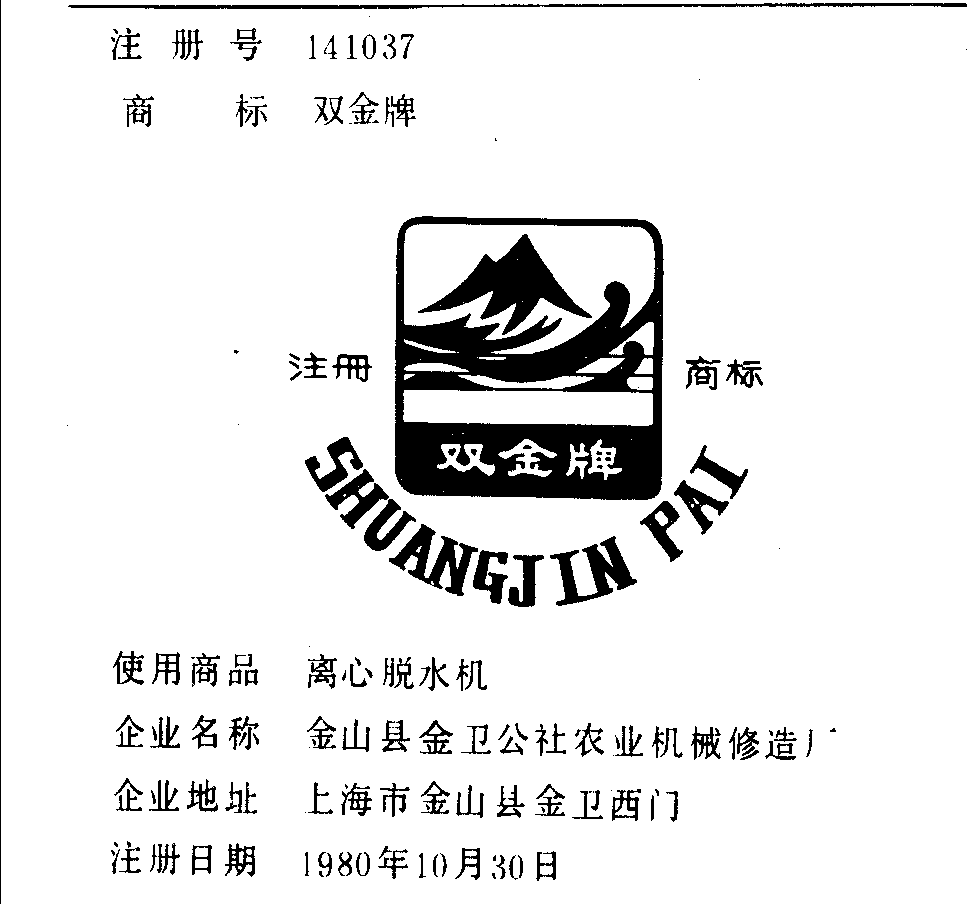 注册号 141037
商标 双金牌
注冊 商标
双金牌
SHUANGJIN PAI
使用商品 离心脱水机
企业名称 金山县金卫公社农业机械修造厂
企业地址 上海市金山县金卫西门
注册日期 1980年10月30日